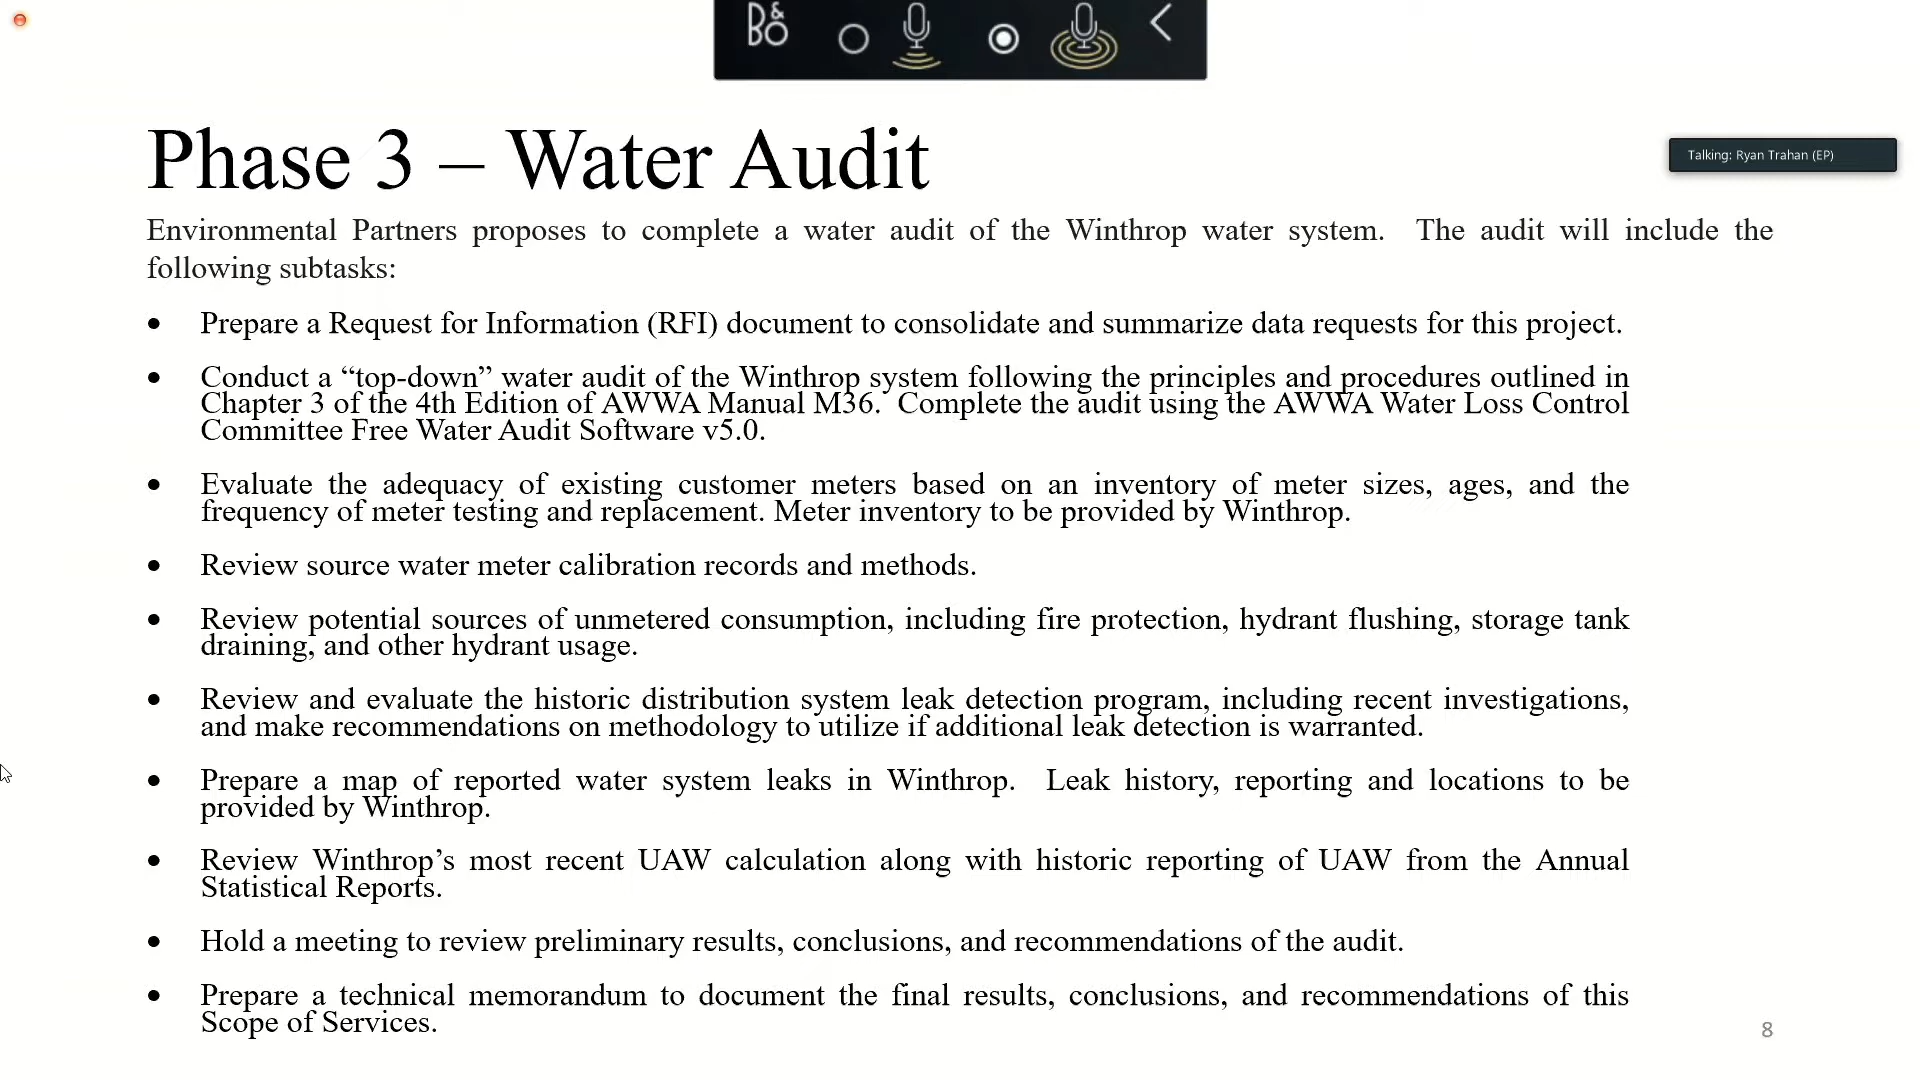 B&O
Phase 3 – Water Audit
Talking: Ryan Trahan (EP)
Environmental Partners proposes to complete a water audit of the Winthrop water system.  The audit will include the
following subtasks:
• Prepare a Request for Information (RFI) document to consolidate and summarize data requests for this project.
• Conduct a “top-down” water audit of the Winthrop system following the principles and procedures outlined in
Chapter 3 of the 4th Edition of AWWA Manual M36.  Complete the audit using the AWWA Water Loss Control
Committee Free Water Audit Software v5.0.
• Evaluate the adequacy of existing customer meters based on an inventory of meter sizes, ages, and the
frequency of meter testing and replacement. Meter inventory to be provided by Winthrop.
• Review source water meter calibration records and methods.
• Review potential sources of unmetered consumption, including fire protection, hydrant flushing, storage tank
draining, and other hydrant usage.
• Review and evaluate the historic distribution system leak detection program, including recent investigations,
and make recommendations on methodology to utilize if additional leak detection is warranted.
• Prepare a map of reported water system leaks in Winthrop.  Leak history, reporting and locations to be
provided by Winthrop.
• Review Winthrop’s most recent UAW calculation along with historic reporting of UAW from the Annual
Statistical Reports.
• Hold a meeting to review preliminary results, conclusions, and recommendations of the audit.
• Prepare a technical memorandum to document the final results, conclusions, and recommendations of this
Scope of Services.
8